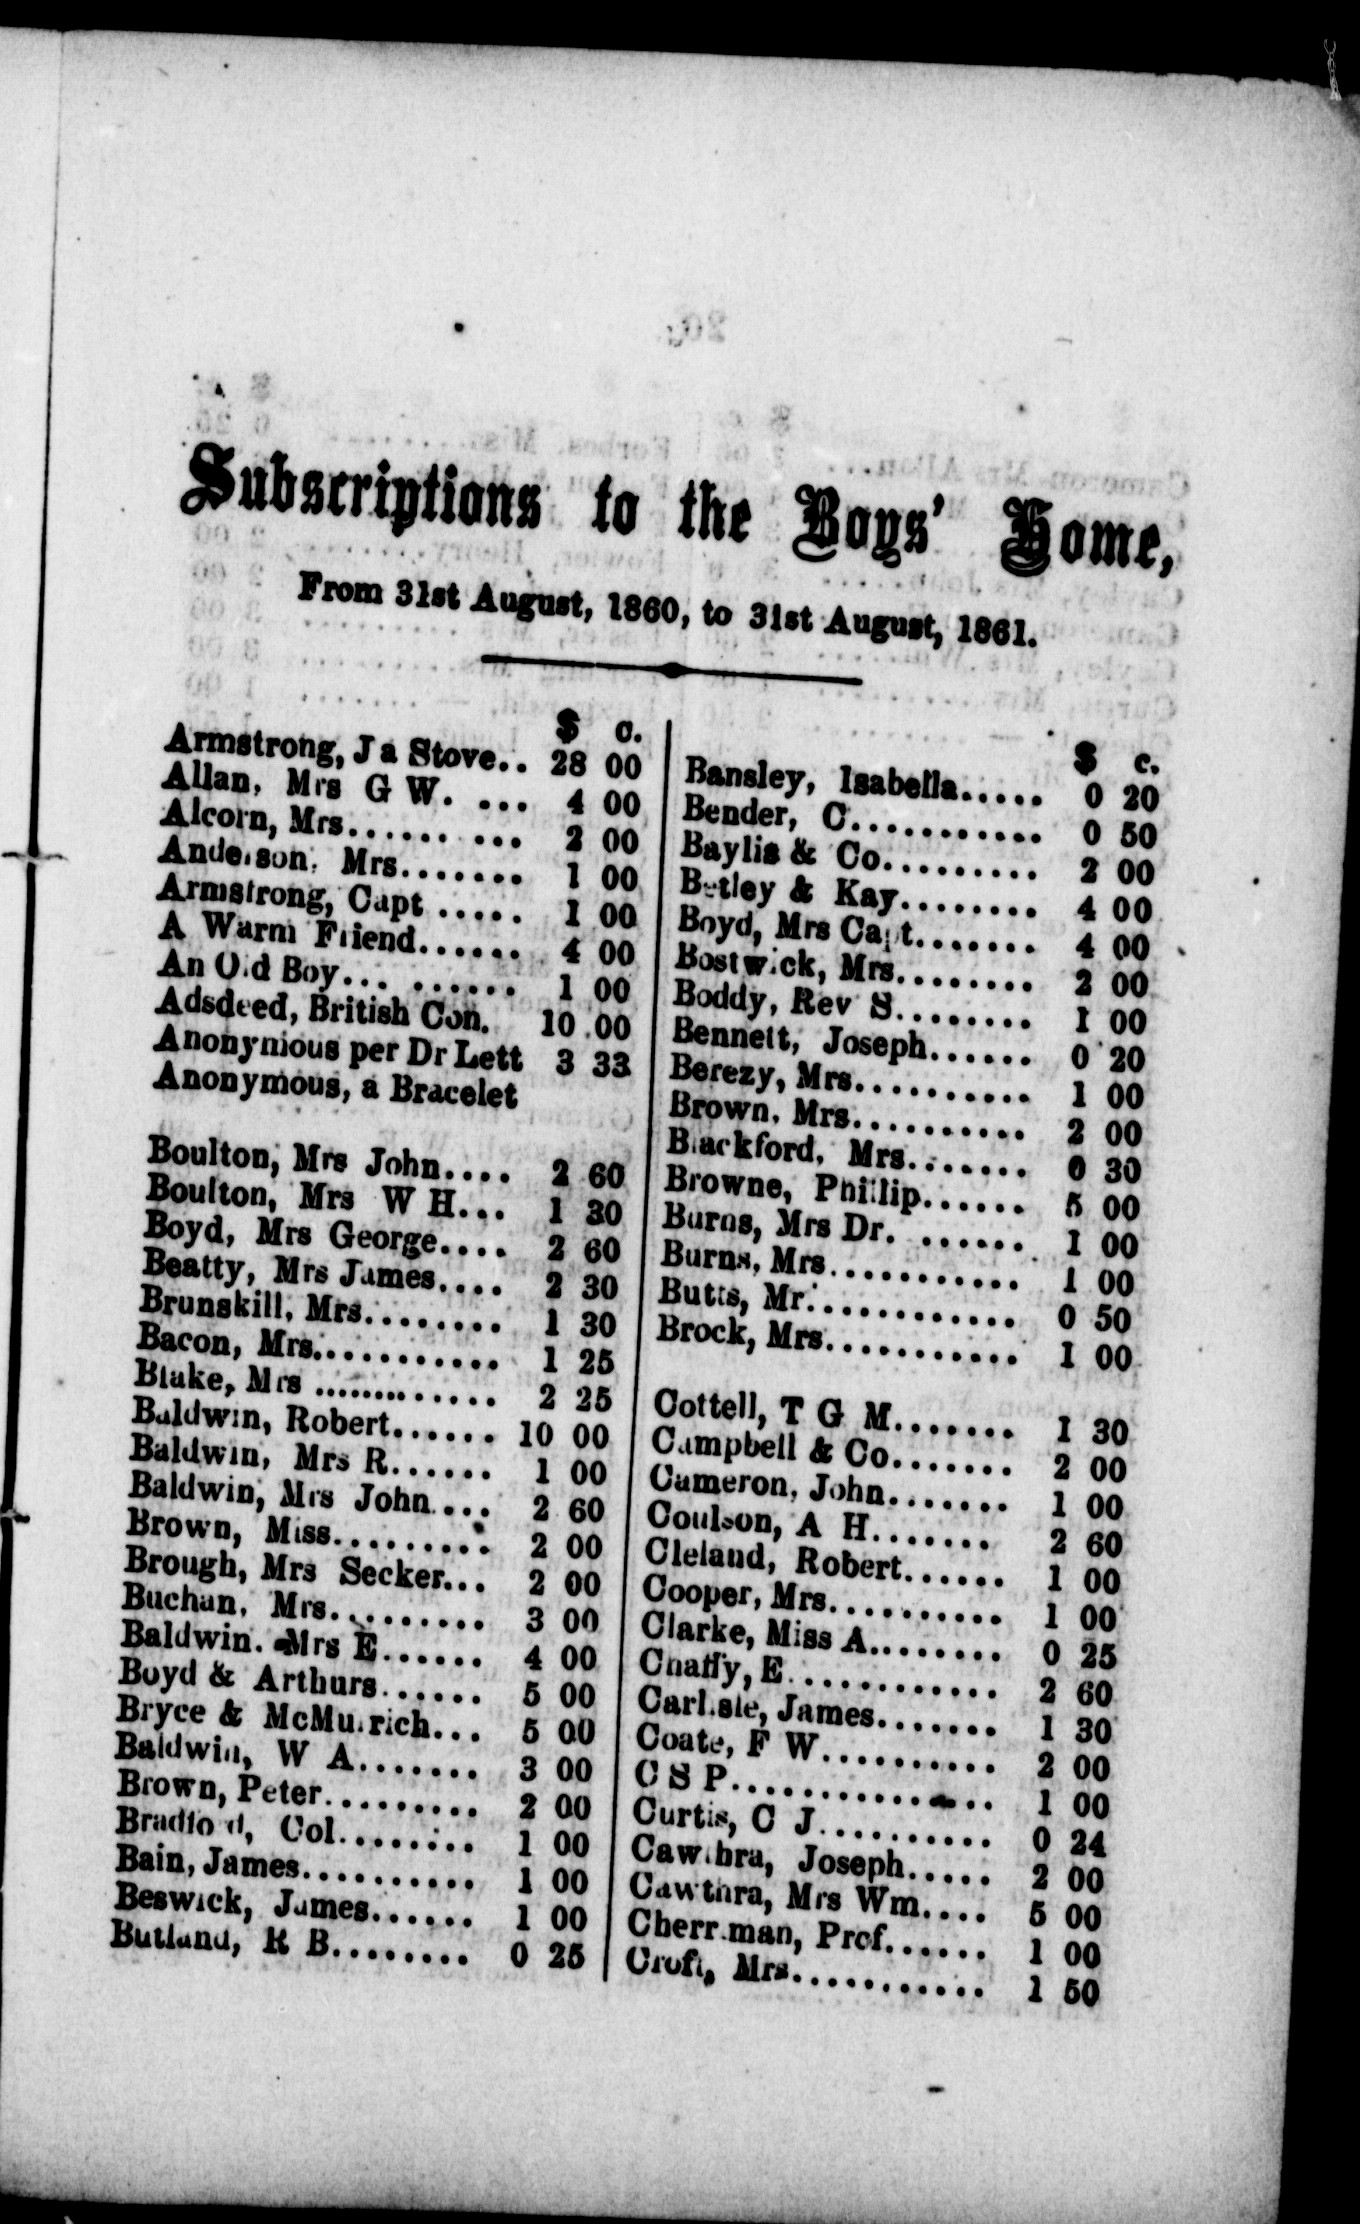 Subscriptions to the Boys' Home,
From 31st August, 1860, to 31st August, 1861.
$ c.
Armstrong, J a Stove.. 28 00
Allan, Mrs G W. ... 4 00
Alcorn, Mrs.......... 2 00
Anderson, Mrs....... 1 00
Armstrong, Capt ..... 1 00
A Warm Friend...... 4 00
An Old Boy... ...... 1 00
Adsdeed, British Con. 10 00
Anonymous per Dr Lett 3 33
Anonymous, a Bracelet
Boulton, Mrs John.... 2 60
Boulton, Mrs W H... 1 30
Boyd, Mrs George.... 2 60
Beatty, Mrs James.... 2 30
Brunskill, Mrs........ 1 30
Bacon, Mrs........... 1 25
Blake, Mrs ............ 2 25
Baldwin, Robert...... 10 00
Baldwin, Mrs R...... 1 00
Baldwin, Mrs John.... 2 60
Brown, Miss......... 2 00
Brough, Mrs Secker... 2 00
Buchan, Mrs......... 3 00
Baldwin. Mrs E...... 4 00
Boyd & Arthurs...... 5 00
Bryce & McMurrich... 5 00
Baldwin, W A........ 3 00
Brown, Peter......... 2 00
Bradford, Col........ 1 00
Bain, James........... 1 00
Beswick, James...... 1 00
Butland, R B........ 0 25
$ c.
Bansley, Isabella..... 0 20
Bender, C............ 0 50
Baylis & Co......... 2 00
Betley & Kay........ 4 00
Boyd, Mrs Capt....... 4 00
Bostwick, Mrs........ 2 00
Boddy, Rev S........ 1 00
Bennett, Joseph...... 0 20
Berezy, Mrs.......... 1 00
Brown, Mrs.......... 2 00
Blackford, Mrs....... 0 30
Browne, Phillip...... 5 00
Burns, Mrs Dr. ...... 1 00
Burns, Mrs........... 1 00
Butts, Mr............ 0 50
Brock, Mrs........... 1 00
Cottell, T G M....... 1 30
Campbell & Co....... 2 00
Cameron, John....... 1 00
Coulson, A H....... 2 60
Cleland, Robert...... 1 00
Cooper, Mrs.......... 1 00
Clarke, Miss A........ 0 25
Chaffy, E............ 2 60
Carlisle, James....... 1 30
Coate, F W.......... 2 00
C S P............... 1 00
Curtis, C J.......... 0 24
Cawthra, Joseph..... 2 00
Cawthra, Mrs Wm.... 5 00
Cherriman, Prof...... 1 00
Croft, Mrs........... 1 50